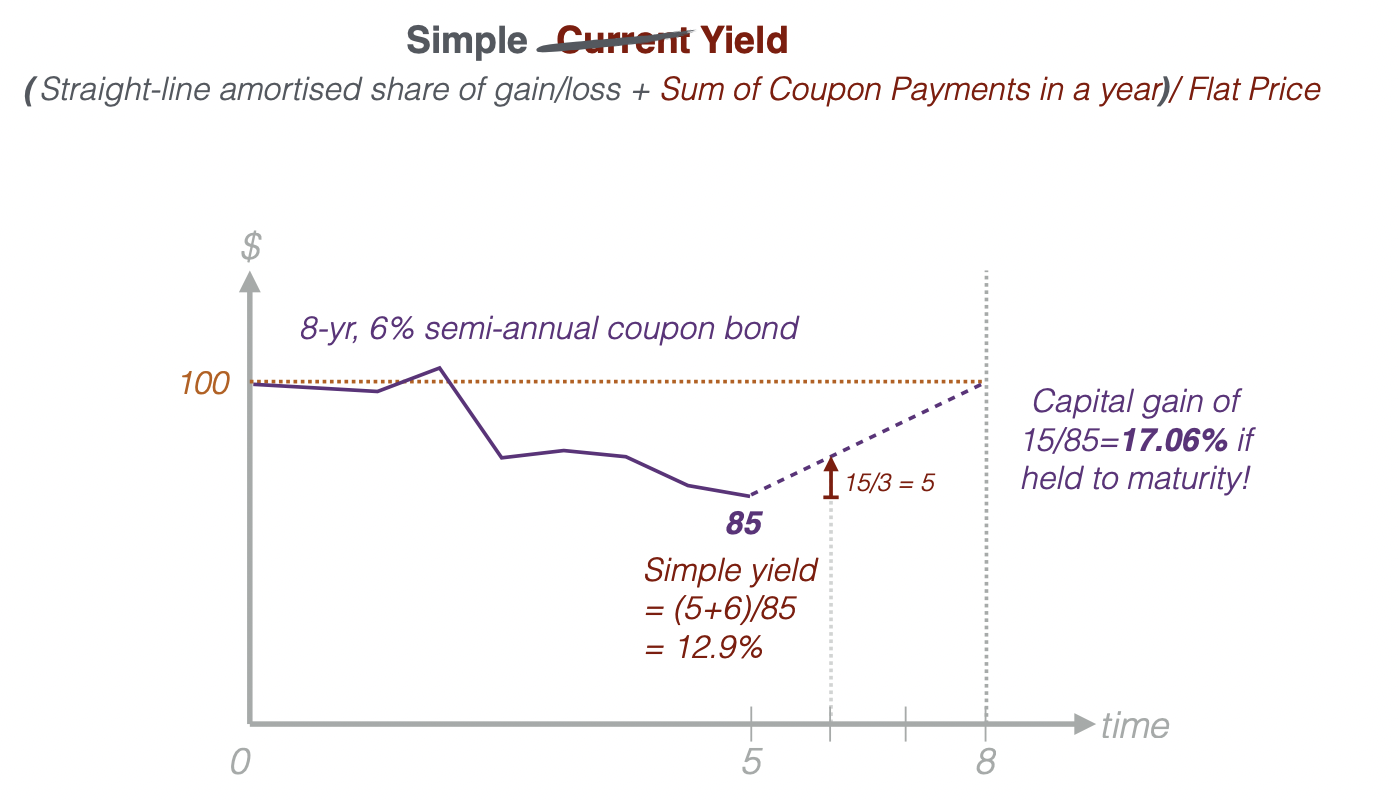 Simple Current Yield
(Straight-line amortised share of gain/loss + Sum of Coupon Payments in a year)/ Flat Price
$
8-yr, 6% semi-annual coupon bond
100
Capital gain of
15/85=17.06% if
held to maturity!
15/3 = 5
85
Simple yield
= (5+6)/85
= 12.9%
time
0
5
8